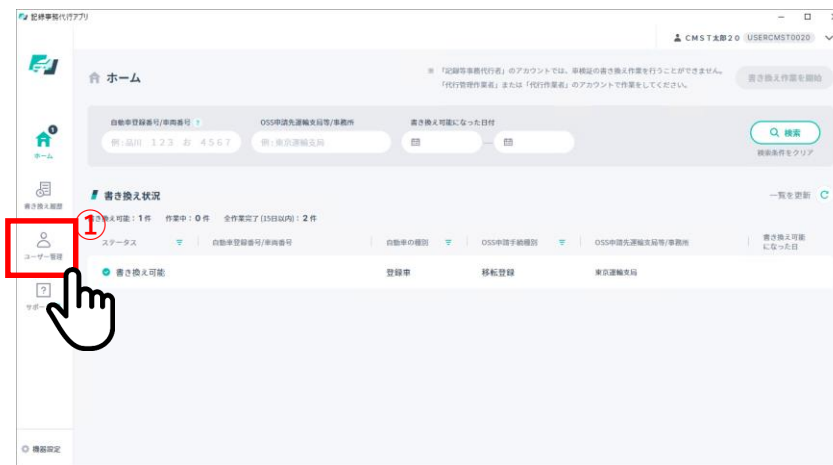 記録事務代行アプリ
CMST太郎20 USERCMST0020
ホーム
※ 「記録等事務代行者」のアカウントでは、車検証の書き換え作業を行うことができません。
「代行管理作業者」または「代行作業者」のアカウントで作業をしてください。
書き換え作業を開始
自動車登録番号/車両番号 ?
OSS申請先運輸支局等/事務所
書き換え可能になった日付
例:品川 123 お 4567
例:東京運輸支局
検索
検索条件をクリア
1
ホーム
書き換え履歴
ユーザー管理
サポー
機器設定
①
書き換え状況
一覧を更新
書き換え可能:1件 作業中:0件 全作業完了(15日以内):2件
ステータス
自動車登録番号/車両番号
自動車の種別
OSS申請手続種別
OSS申請先運輸支局等/事務所
書き換え可能
になった日
書き換え可能
登録車
移転登録
東京運輸支局